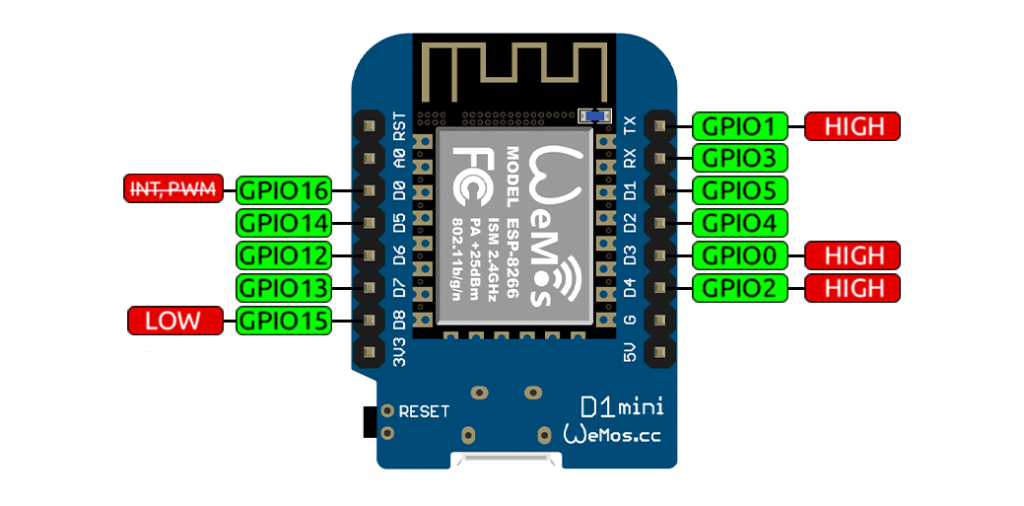 RST
A0
INT, PWM GPIO16 D0
GPIO14 D5
GPIO12 D6
GPIO13 D7
LOW GPIO15 D8
3V3
WEMOS
MODEL ESP-8266
ISM 2.4GHz
PA +25dBm
802.11b/g/n
FC
TX GPIO1 HIGH
RX GPIO3
D1 GPIO5
D2 GPIO4
D3 GPIO0 HIGH
D4 GPIO2 HIGH
G
5V
RESET
D1mini
WeMos.cc